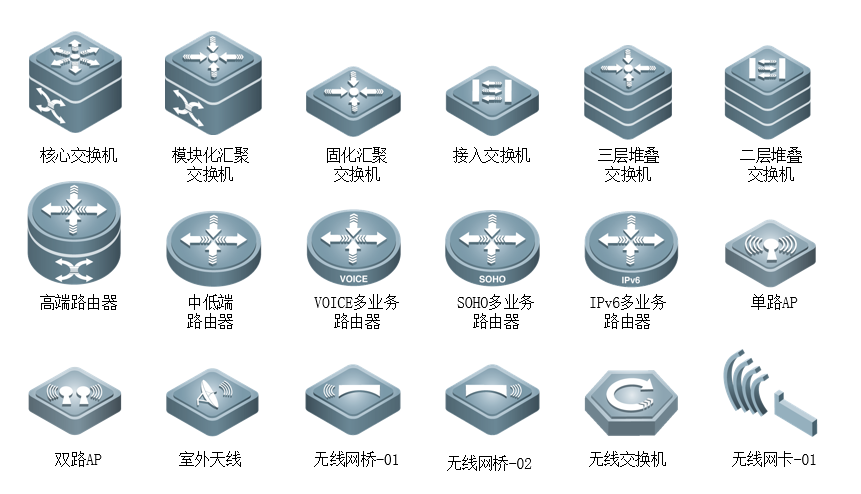 核心交换机
模块化汇聚
交换机
固化汇聚
交换机
接入交换机
三层堆叠
交换机
二层堆叠
交换机
高端路由器
中低端
路由器
VOICE
VOICE多业务
路由器
SOHO
SOHO多业务
路由器
IPv6
IPv6多业务
路由器
单路AP
双路AP
室外天线
无线网桥-01
无线网桥-02
无线交换机
无线网卡-01